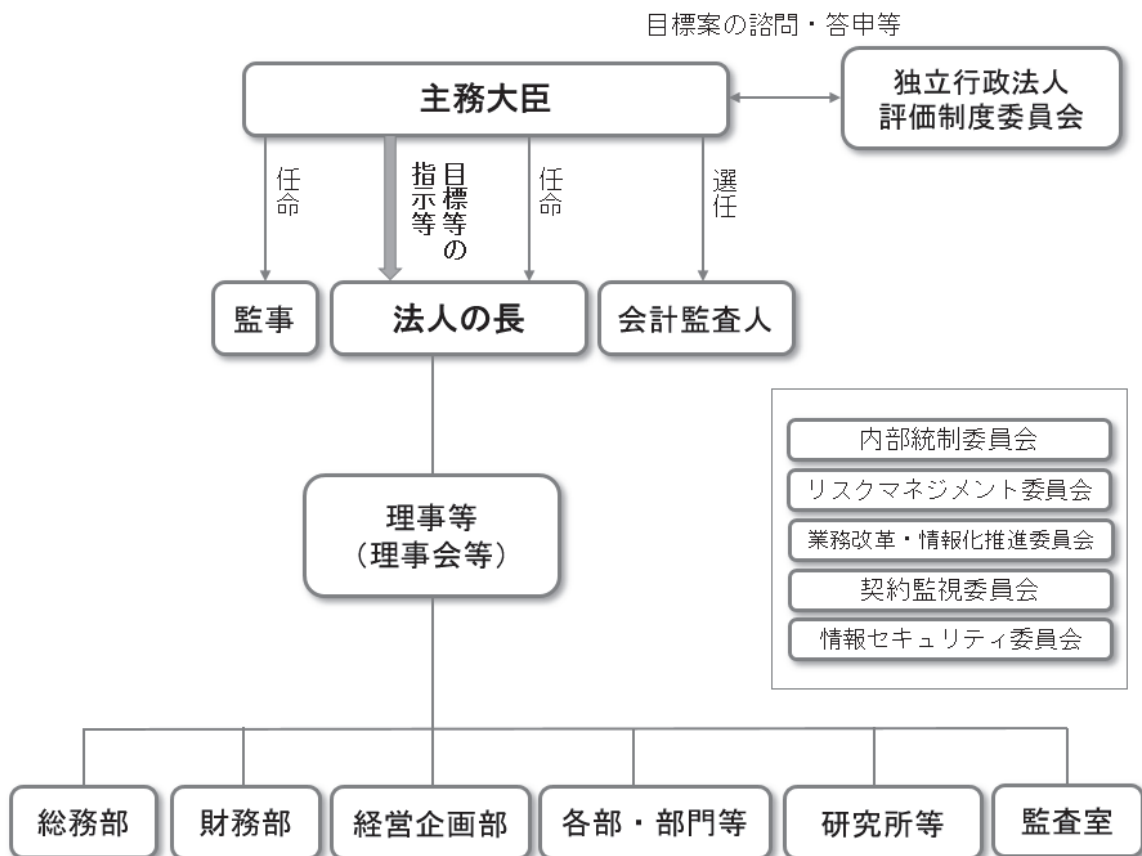 目標案の諮問・答申等
主務大臣
独立行政法人
評価制度委員会
任命
目標等の
指示等
任命
選任
監事
法人の長
会計監査人
内部統制委員会
リスクマネジメント委員会
業務改革・情報化推進委員会
契約監視委員会
情報セキュリティ委員会
理事等
（理事会等）
総務部
財務部
経営企画部
各部・部門等
研究所等
監査室